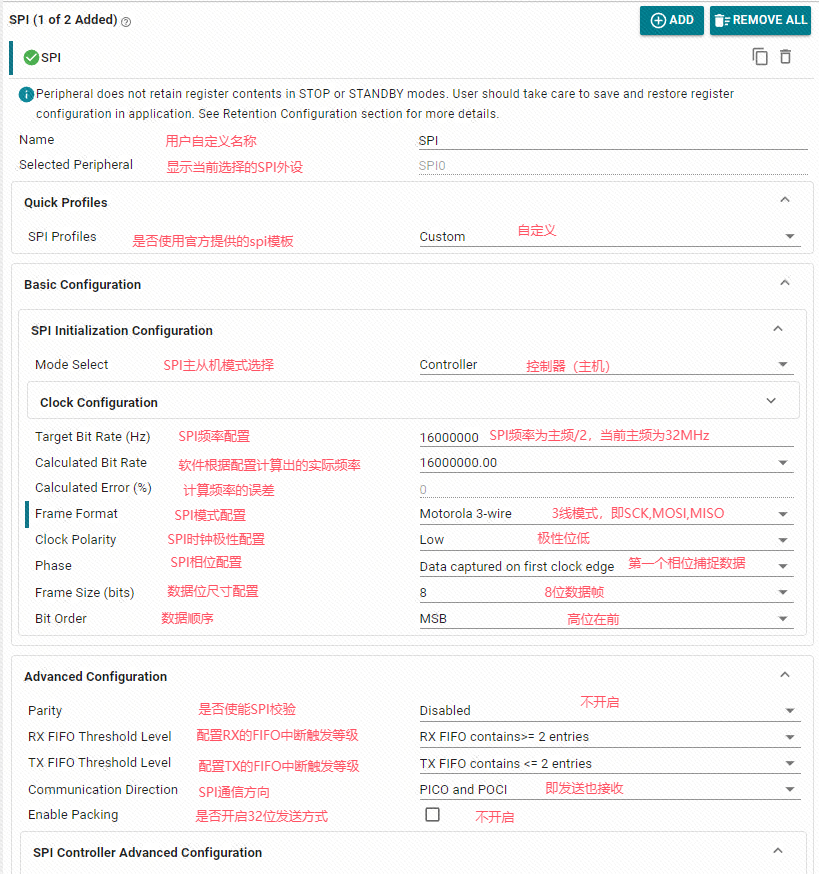 SPI (1 of 2 Added)
ADD
REMOVE ALL
SPI
Peripheral does not retain register contents in STOP or STANDBY modes. User should take care to save and restore register
configuration in application. See Retention Configuration section for more details.
Name 用户自定义名称 SPI
Selected Peripheral 显示当前选择的SPI外设 SPI0
Quick Profiles
SPI Profiles 是否使用官方提供的spi模板 Custom 自定义
Basic Configuration
SPI Initialization Configuration
Mode Select SPI主从机模式选择 Controller 控制器（主机）
Clock Configuration
Target Bit Rate (Hz) SPI频率配置 16000000 SPI频率为主频/2，当前主频为32MHz
Calculated Bit Rate 软件根据配置计算出的实际频率 16000000.00
Calculated Error (%) 计算频率的误差 0
Frame Format SPI模式配置 Motorola 3-wire 3线模式，即SCK,MOSI,MISO
Clock Polarity SPI时钟极性配置 Low 极性位低
Phase SPI相位配置 Data captured on first clock edge 第一个相位捕捉数据
Frame Size (bits) 数据位尺寸配置 8 8位数据帧
Bit Order 数据顺序 MSB 高位在前
Advanced Configuration
Parity 是否使能SPI校验 Disabled 不开启
RX FIFO Threshold Level 配置RX的FIFO中断触发等级 RX FIFO contains>= 2 entries
TX FIFO Threshold Level 配置TX的FIFO中断触发等级 TX FIFO contains <= 2 entries
Communication Direction SPI通信方向 PICO and POCI 即发送也接收
Enable Packing 是否开启32位发送方式 不开启
SPI Controller Advanced Configuration